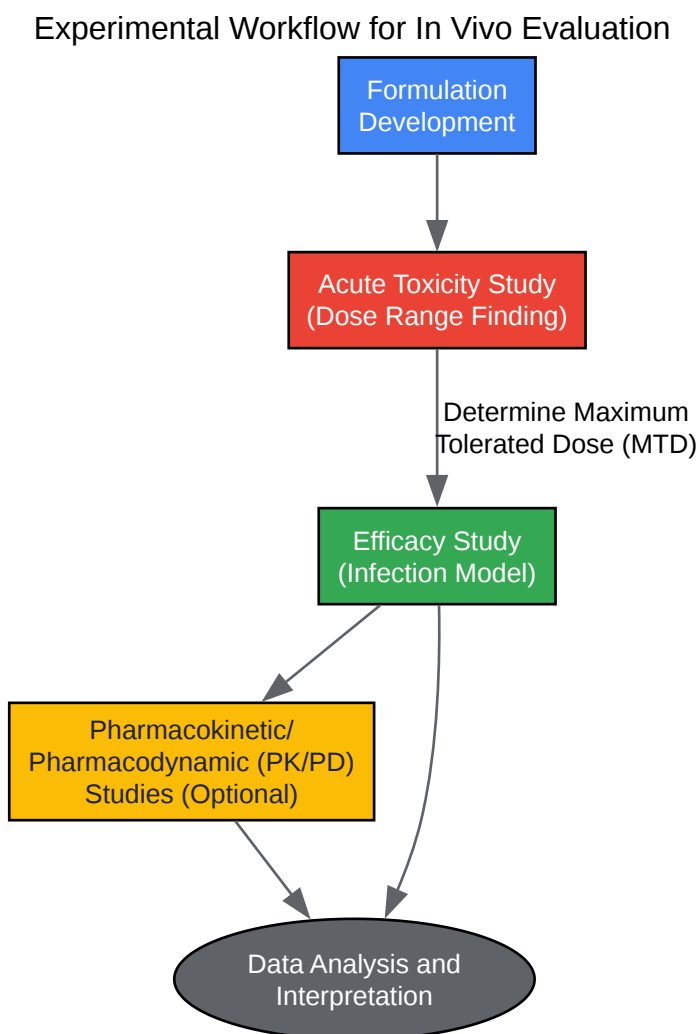 Experimental Workflow for In Vivo Evaluation
Formulation
Development
Acute Toxicity Study
(Dose Range Finding)
Determine Maximum
Tolerated Dose (MTD)
Efficacy Study
(Infection Model)
Pharmacokinetic/
Pharmacodynamic (PK/PD)
Studies (Optional)
Data Analysis and
Interpretation